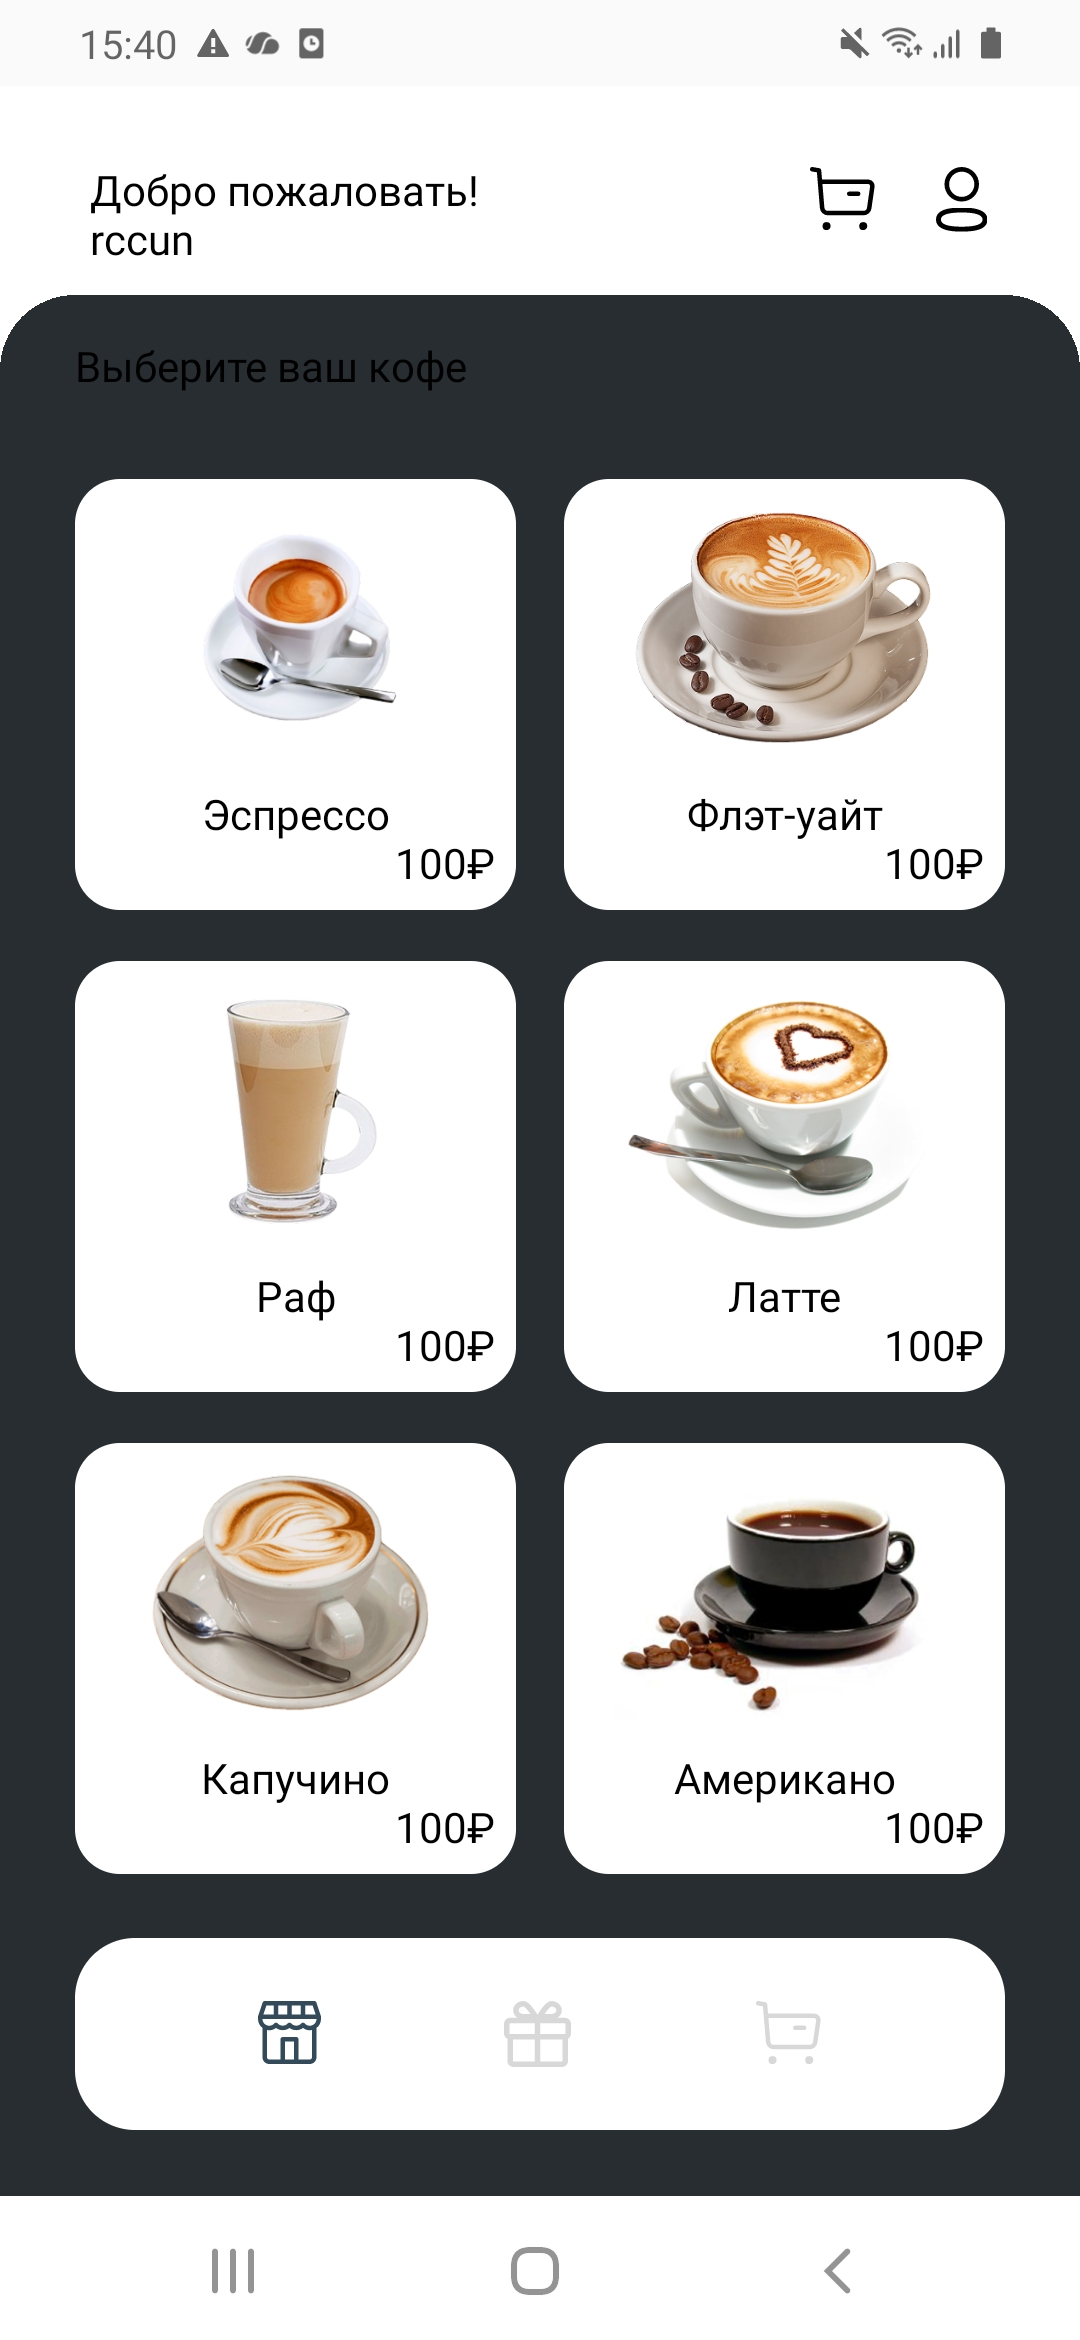 15:40
Добро пожаловать!
rccun
Выберите ваш кофе
Эспрессо
100₽
Флэт-уайт
100₽
Раф
100₽
Латте
100₽
Капучино
100₽
Американо
100₽